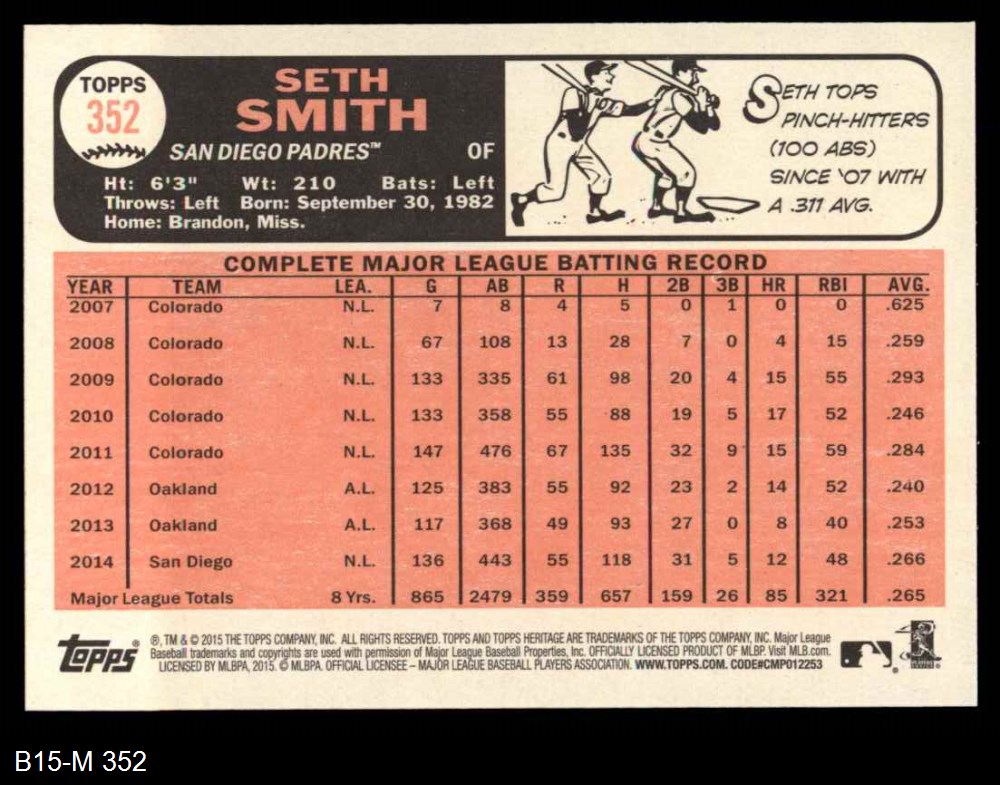 TOPPS
352
SETH
SMITH
SAN DIEGO PADRES™ OF
Ht: 6'3" Wt: 210 Bats: Left
Throws: Left Born: September 30, 1982
Home: Brandon, Miss.
SETH TOPS
PINCH-HITTERS
(100 ABS)
SINCE '07 WITH
A .311 AVG.
COMPLETE MAJOR LEAGUE BATTING RECORD
YEAR TEAM LEA. G AB R H 2B 3B HR RBI AVG.
2007 Colorado N.L. 7 8 4 5 0 1 0 0 .625
2008 Colorado N.L. 67 108 13 28 7 0 4 15 .259
2009 Colorado N.L. 133 335 61 98 20 4 15 55 .293
2010 Colorado N.L. 133 358 55 88 19 5 17 52 .246
2011 Colorado N.L. 147 476 67 135 32 9 15 59 .284
2012 Oakland A.L. 125 383 55 92 23 2 14 52 .240
2013 Oakland A.L. 117 368 49 93 27 0 8 40 .253
2014 San Diego N.L. 136 443 55 118 31 5 12 48 .266
Major League Totals 8 Yrs. 865 2479 359 657 159 26 85 321 .265
Topps®
®, TM & © 2015 THE TOPPS COMPANY, INC. ALL RIGHTS RESERVED. TOPPS AND TOPPS HERITAGE ARE TRADEMARKS OF THE TOPPS COMPANY, INC. Major League
Baseball trademarks and copyrights are used with permission of Major League Baseball Properties, Inc. OFFICIALLY LICENSED PRODUCT OF MLBP. Visit MLB.com.
LICENSED BY MLBPA, 2015. © MLBPA. OFFICIAL LICENSEE – MAJOR LEAGUE BASEBALL PLAYERS ASSOCIATION. WWW.TOPPS.COM. CODE#CMP012253
B15-M 352